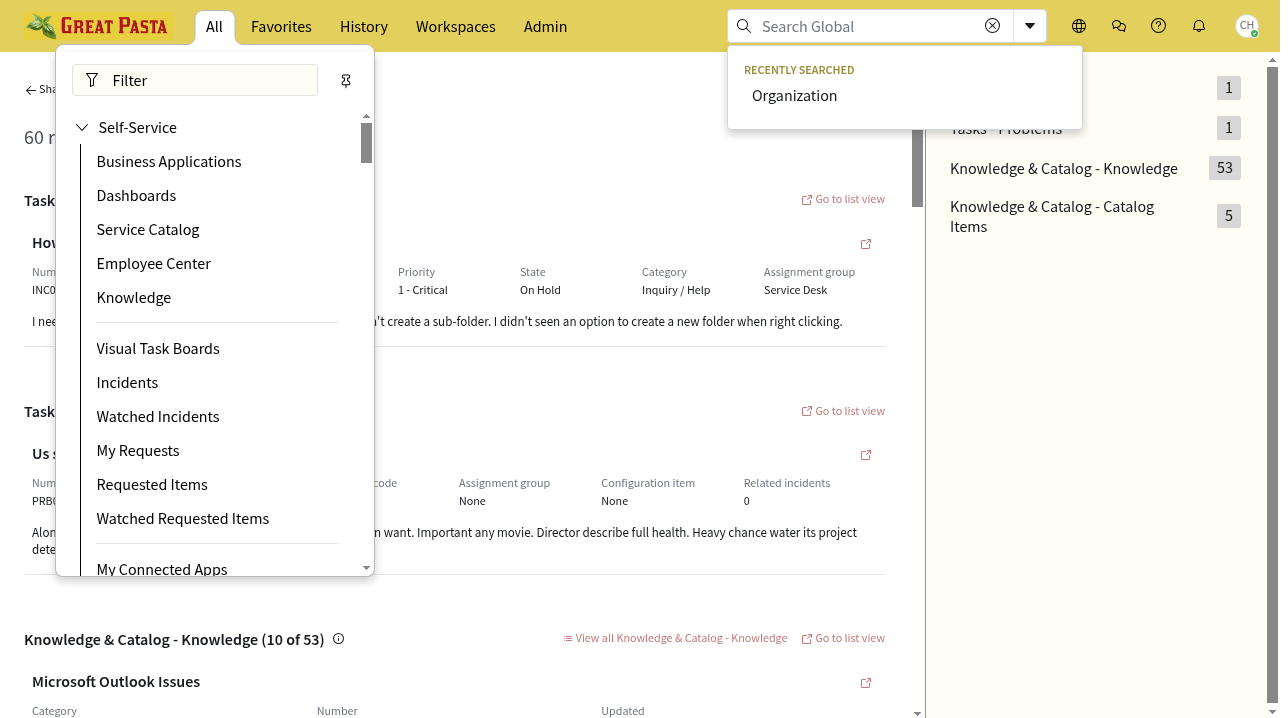 GREAT PASTA
All
Favorites
History
Workspaces
Admin
Search Global
CH
RECENTLY SEARCHED
Organization
Filter
Self-Service
Business Applications
Dashboards
Service Catalog
Employee Center
Knowledge
Visual Task Boards
Incidents
Watched Incidents
My Requests
Requested Items
Watched Requested Items
My Connected Apps
60
Task
Go to list view
How
Num Priority State Category Assignment group
INC0 1 - Critical On Hold Inquiry / Help Service Desk
I nee 't create a sub-folder. I didn't seen an option to create a new folder when right clicking.
Task
Go to list view
Us
Num code Assignment group Configuration item Related incidents
PRB None None 0
Alon n want. Important any movie. Director describe full health. Heavy chance water its project
dete
Knowledge & Catalog - Knowledge (10 of 53)
View all Knowledge & Catalog - Knowledge
Go to list view
Microsoft Outlook Issues
Category Number Updated
1
Tasks - Problems 1
Knowledge & Catalog - Knowledge 53
Knowledge & Catalog - Catalog
Items
5